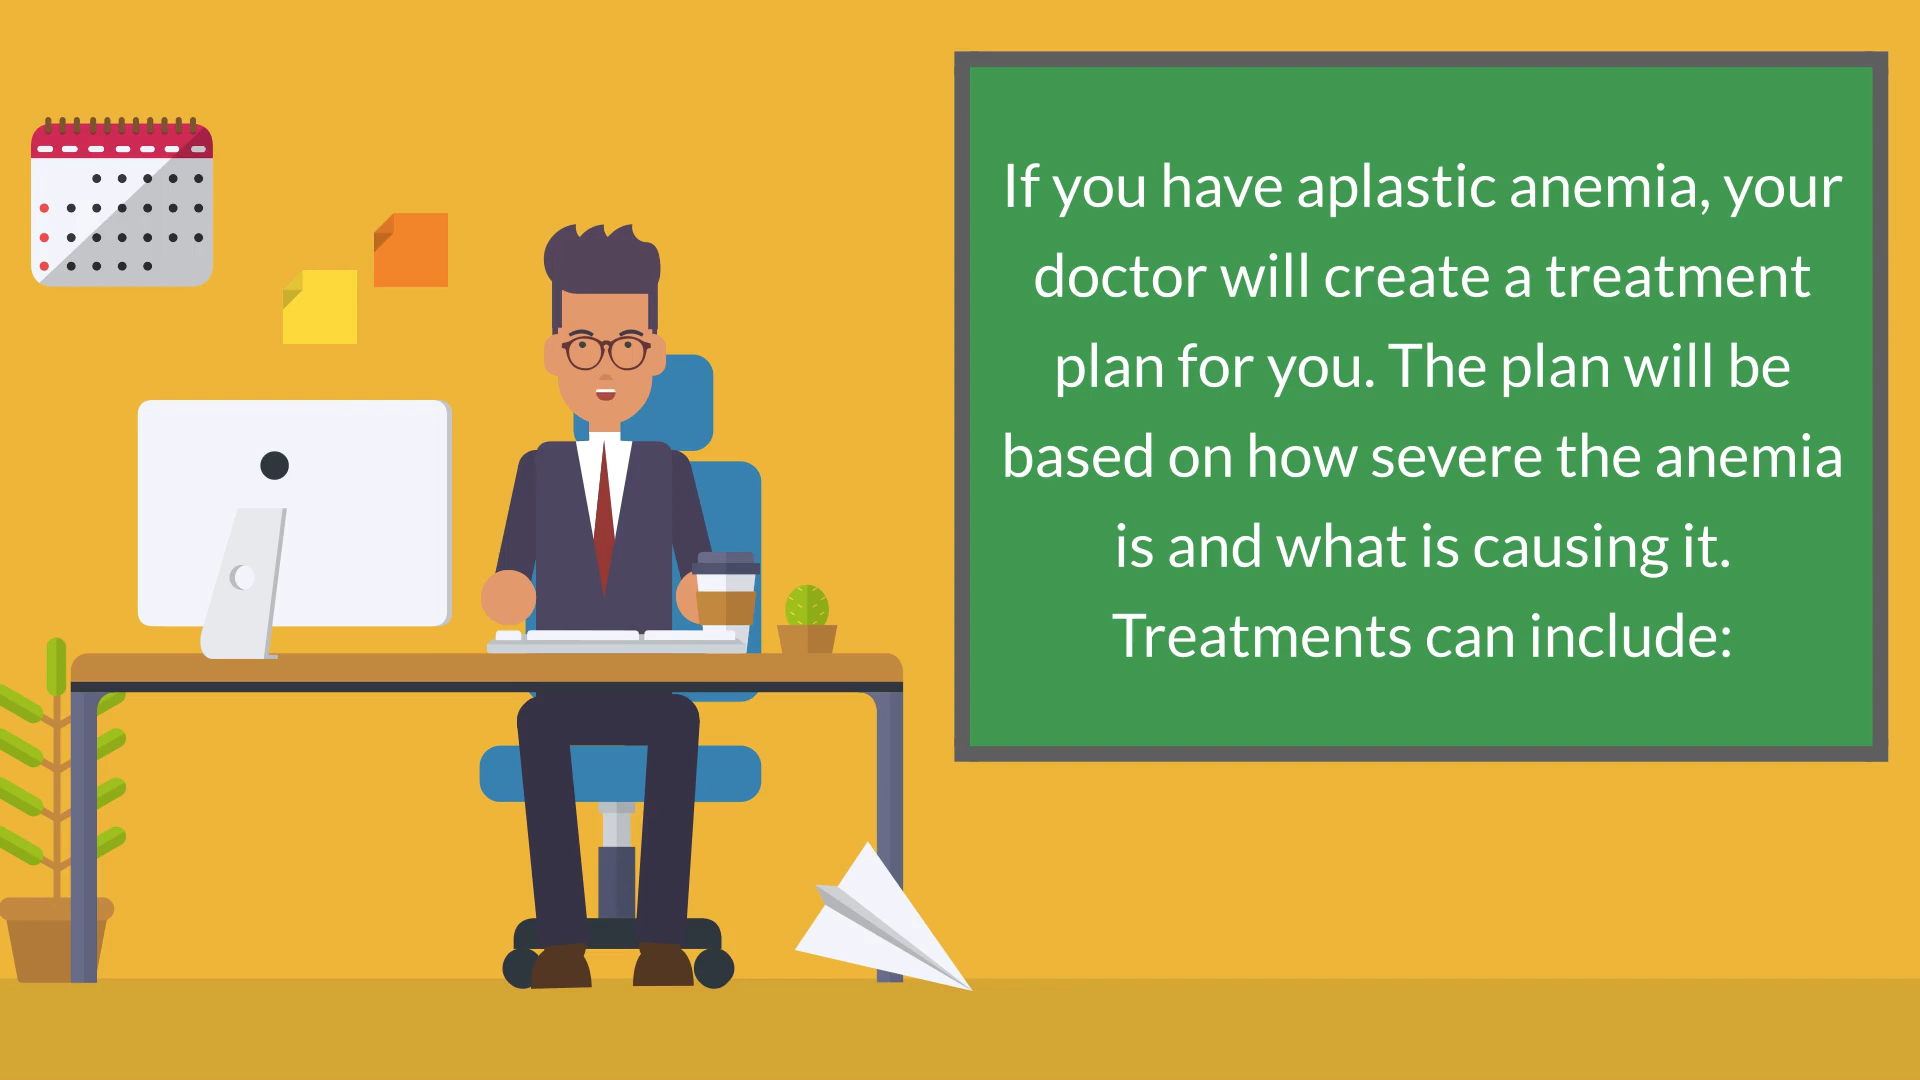 If you have aplastic anemia, your
doctor will create a treatment
plan for you. The plan will be
based on how severe the anemia
is and what is causing it.
Treatments can include: